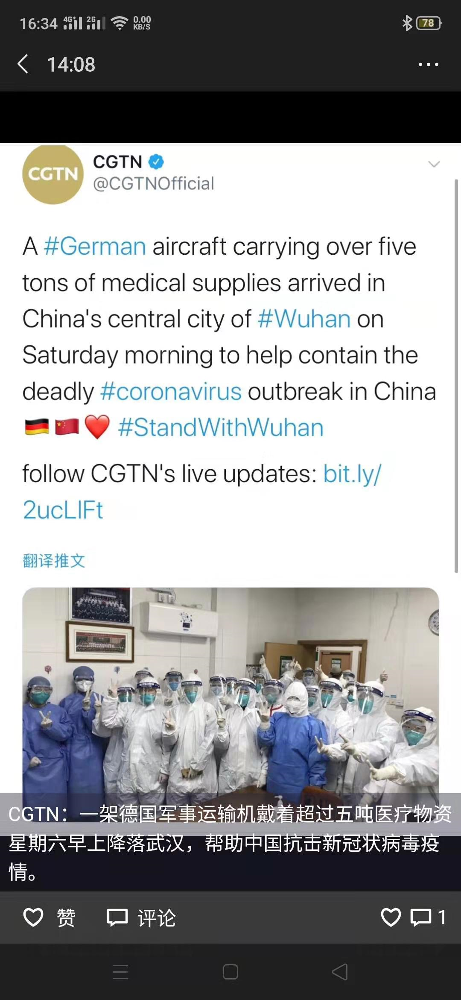 16:34 4G+ 2G 0.00 KB/S 78
14:08
CGTN
CGTN
@CGTNOfficial
A #German aircraft carrying over five
tons of medical supplies arrived in
China's central city of #Wuhan on
Saturday morning to help contain the
deadly #coronavirus outbreak in China
🇩🇪🇨🇳❤️ #StandWithWuhan
follow CGTN's live updates: bit.ly/
2ucLIFt
翻译推文
CGTN：一架德国军事运输机戴着超过五吨医疗物资
星期六早上降落武汉，帮助中国抗击新冠状病毒疫
情。
赞 评论 1